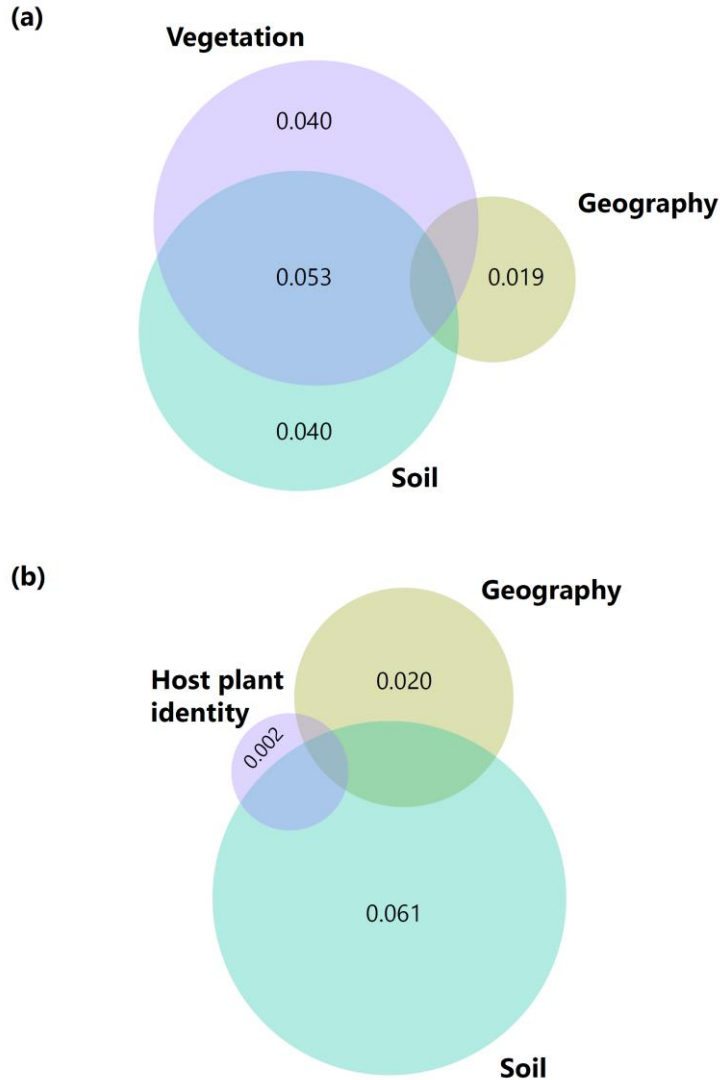 (a)
Vegetation
0.040
Geography
0.053
0.019
0.040
Soil
(b)
Geography
Host plant
identity
0.020
0.002
0.061
Soil